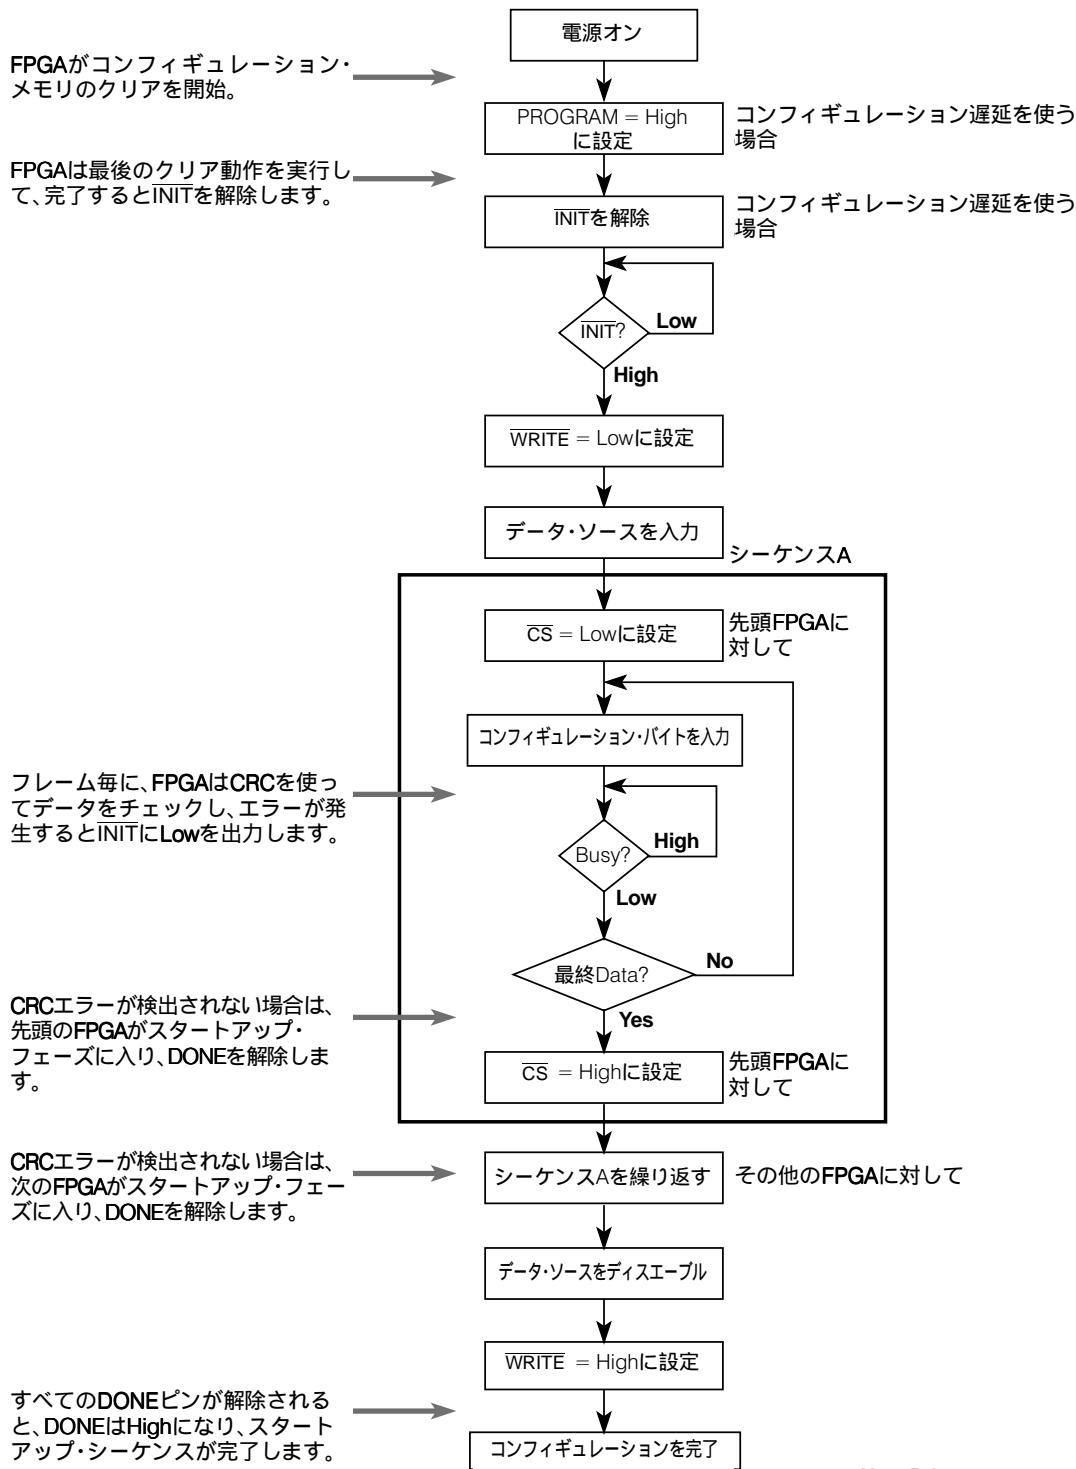 電源オン
FPGAがコンフィギュレーション・
メモリのクリアを開始。
PROGRAM = High
に設定
コンフィギュレーション遅延を使う
場合
FPGAは最後のクリア動作を実行し
て、完了するとINITを解除します。
INITを解除
コンフィギュレーション遅延を使う
場合
INIT?
Low
High
WRITE = Lowに設定
データ・ソースを入力
シーケンスA
CS = Lowに設定
先頭FPGAに
対して
コンフィギュレーション・バイトを入力
フレーム毎に、FPGAはCRCを使っ
てデータをチェックし、エラーが発
生するとINITにLowを出力します。
Busy?
High
Low
最終Data?
No
Yes
CRCエラーが検出されない場合は、
先頭のFPGAがスタートアップ・
フェーズに入り、DONEを解除しま
す。
CS = Highに設定
先頭FPGAに
対して
CRCエラーが検出されない場合は、
次のFPGAがスタートアップ・フェー
ズに入り、DONEを解除します。
シーケンスAを繰り返す
その他のFPGAに対して
データ・ソースをディスエーブル
WRITE = Highに設定
すべてのDONEピンが解除される
と、DONEはHighになり、スタート
アップ・シーケンスが完了します。
コンフィギュレーションを完了